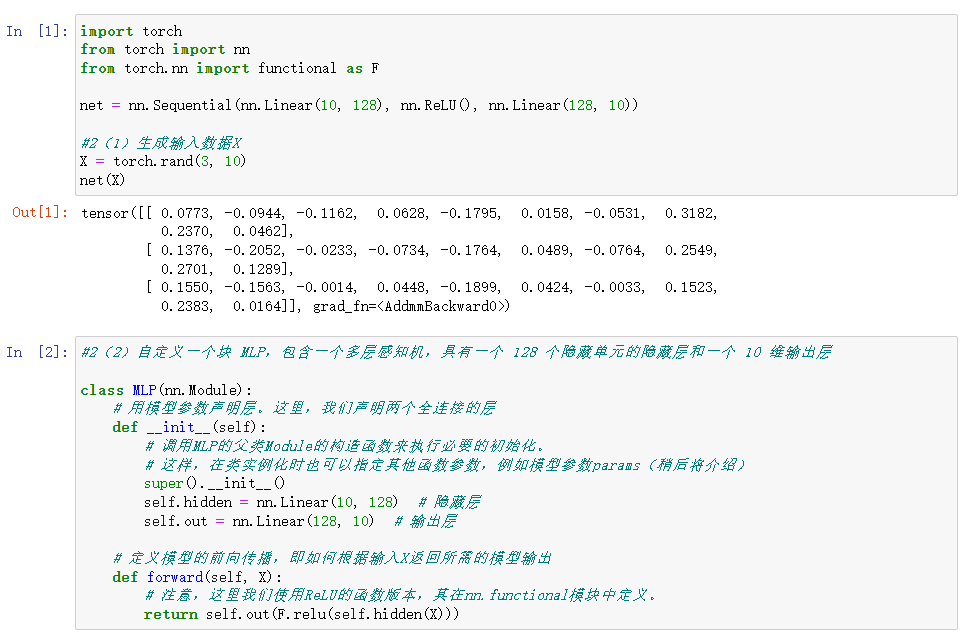 In [1]: import torch
from torch import nn
from torch.nn import functional as F
net = nn.Sequential(nn.Linear(10, 128), nn.ReLU(), nn.Linear(128, 10))
#2（1）生成输入数据X
X = torch.rand(3, 10)
net(X)
Out[1]: tensor([[ 0.0773, -0.0944, -0.1162,  0.0628, -0.1795,  0.0158, -0.0531,  0.3182,
0.2370,  0.0462],
[ 0.1376, -0.2052, -0.0233, -0.0734, -0.1764,  0.0489, -0.0764,  0.2549,
0.2701,  0.1289],
[ 0.1550, -0.1563, -0.0014,  0.0448, -0.1899,  0.0424, -0.0033,  0.1523,
0.2383,  0.0164]], grad_fn=<AddmmBackward0>)
In [2]: #2（2）自定义一个块 MLP，包含一个多层感知机，具有一个 128 个隐藏单元的隐藏层和一个 10 维输出层
class MLP(nn.Module):
# 用模型参数声明层。这里，我们声明两个全连接的层
def __init__(self):
# 调用MLP的父类Module的构造函数来执行必要的初始化。
# 这样，在类实例化时也可以指定其他函数参数，例如模型参数params（稍后将介绍）
super().__init__()
self.hidden = nn.Linear(10, 128)  # 隐藏层
self.out = nn.Linear(128, 10)  # 输出层
# 定义模型的前向传播，即如何根据输入X返回所需的模型输出
def forward(self, X):
# 注意，这里我们使用ReLU的函数版本，其在nn.functional模块中定义。
return self.out(F.relu(self.hidden(X)))